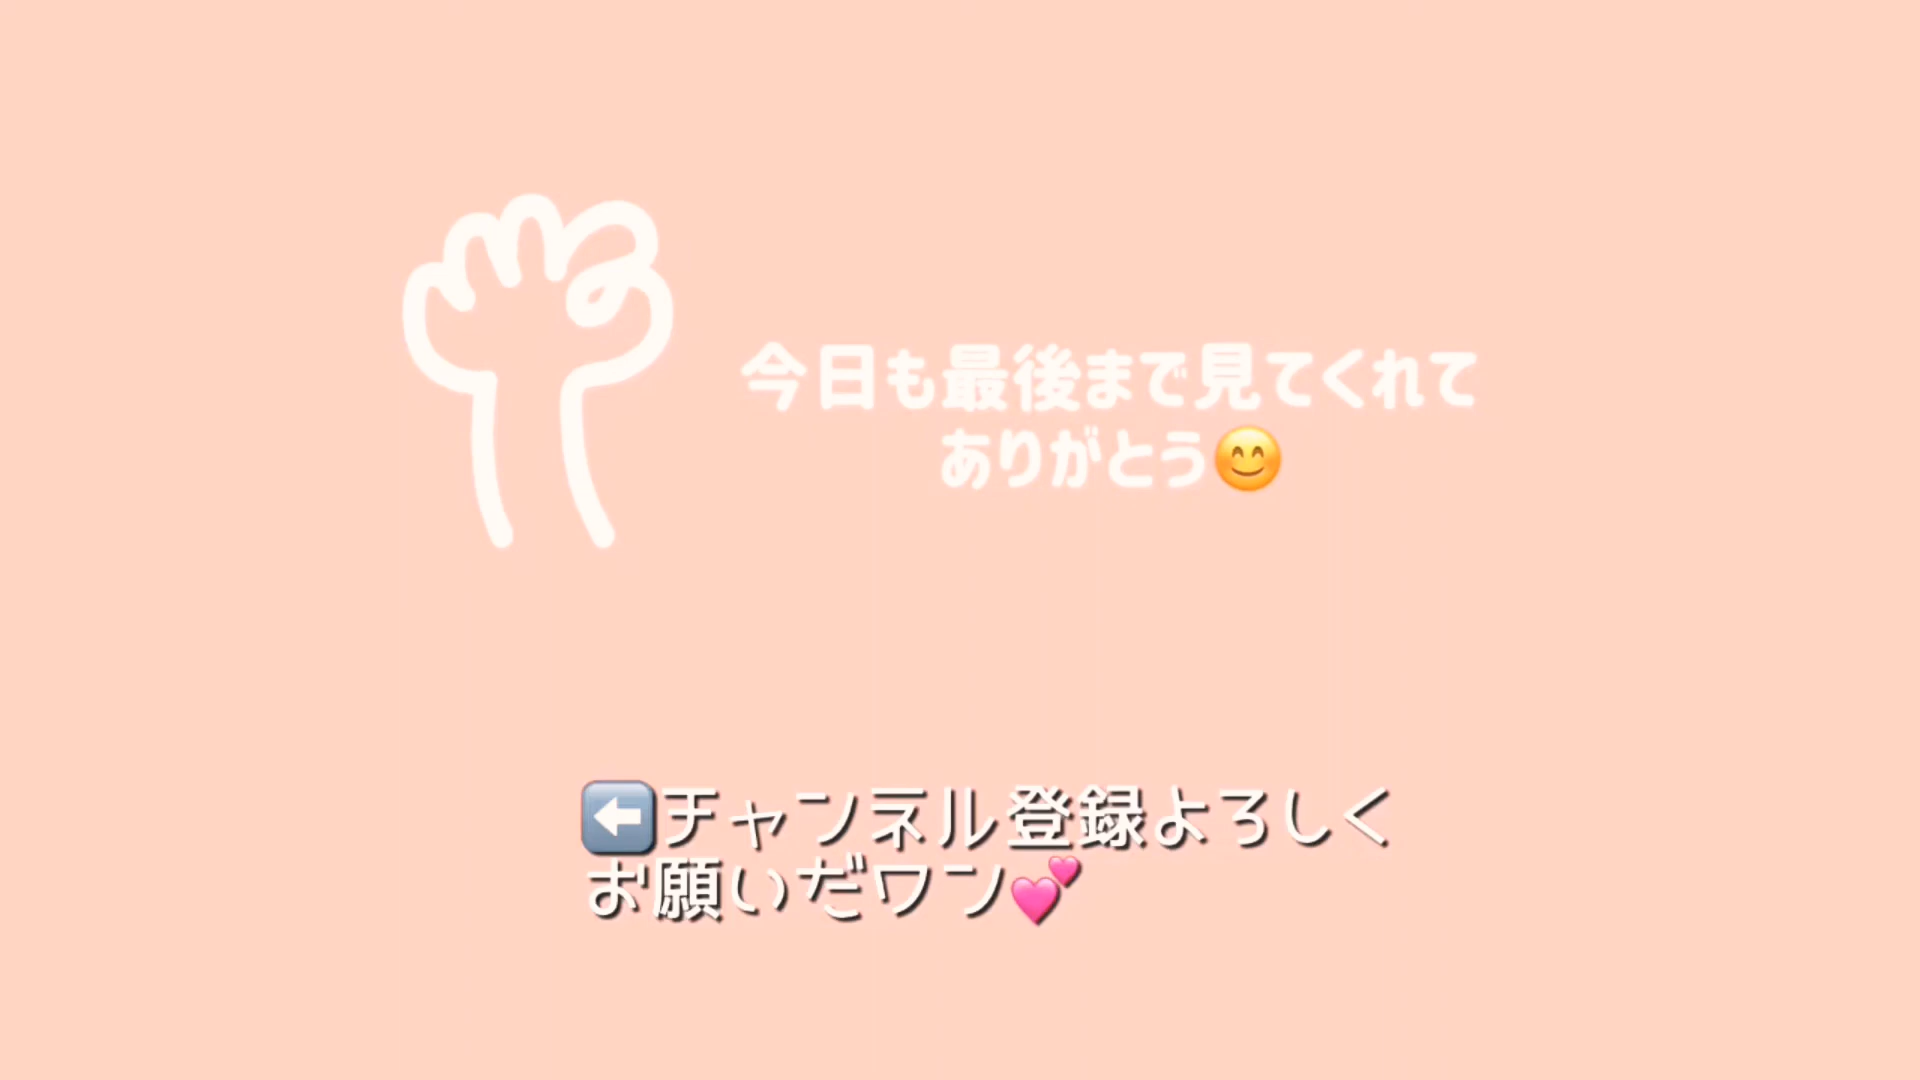 今日も最後まで見てくれて
ありがとう😊
⬅️チャンネル登録よろしく
お願いだワン💕